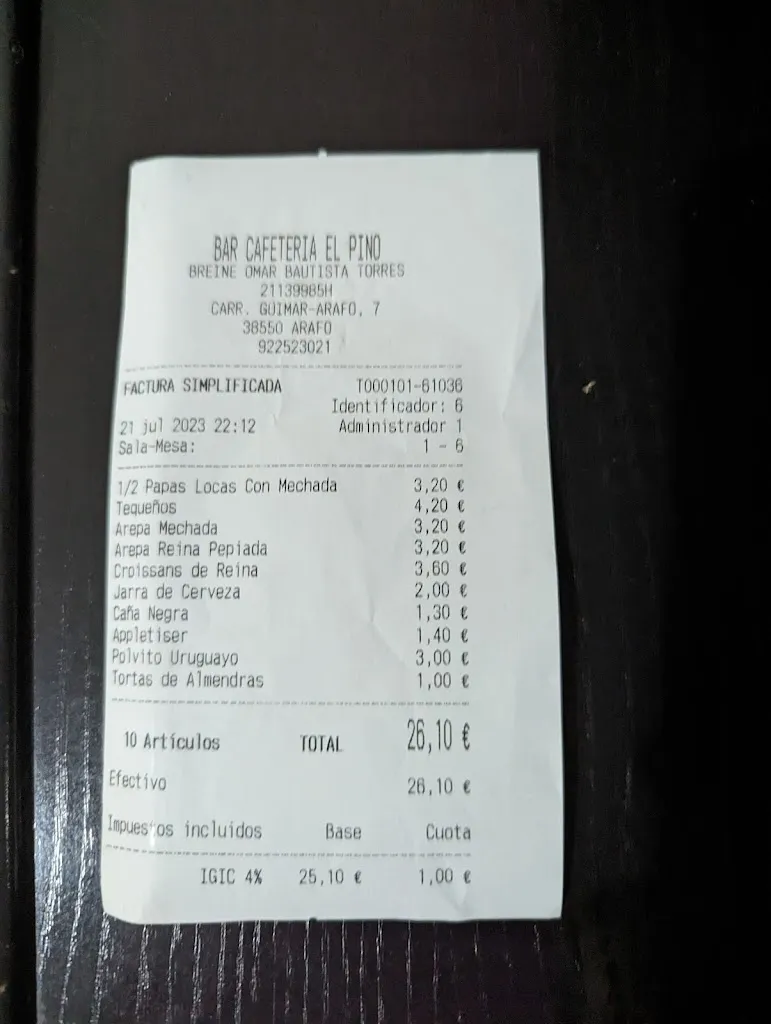 BAR CAFETERIA EL PINO
BREINE OMAR BAUTISTA TORRES
21139985H
CARR. GUIMAR-ARAFO, 7
38550 ARAFO
922523021
FACTURA SIMPLIFICADA T000101-61036
Identificador: 6
21 jul 2023 22:12 Administrador 1
Sala-Mesa: 1 - 6
1/2 Papas Locas Con Mechada 3,20 €
Tequeños 4,20 €
Arepa Mechada 3,20 €
Arepa Reina Pepiada 3,20 €
Croissans de Reina 3,60 €
Jarra de Cerveza 2,00 €
Caña Negra 1,30 €
Appletiser 1,40 €
Polvito Uruguayo 3,00 €
Tortas de Almendras 1,00 €
10 Artículos TOTAL 26,10 €
Efectivo 26,10 €
Impuestos incluidos Base Cuota
IGIC 4% 25,10 € 1,00 €